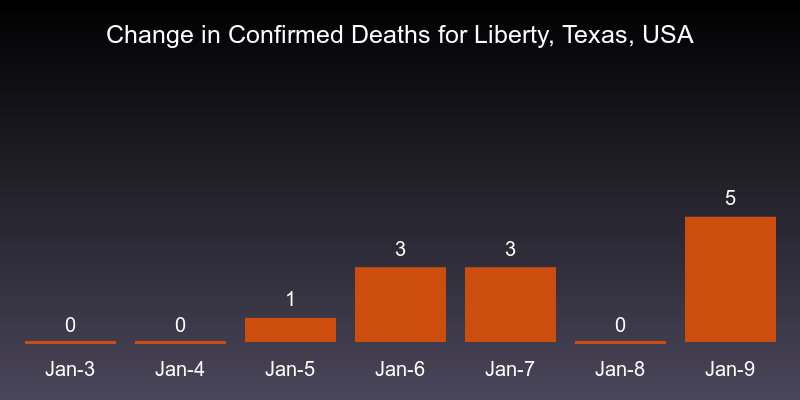 Change in Confirmed Deaths for Liberty, Texas, USA
5
3
3
1
0
0
0
Jan-3
Jan-4
Jan-5
Jan-6
Jan-7
Jan-8
Jan-9